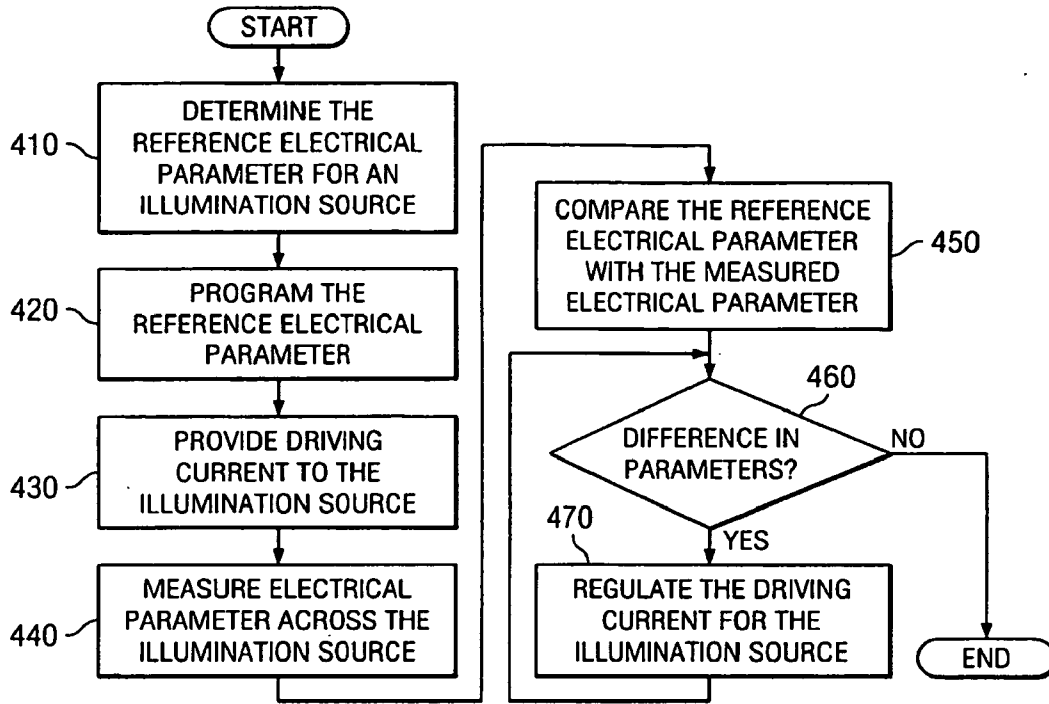 START
410
DETERMINE THE
REFERENCE ELECTRICAL
PARAMETER FOR AN
ILLUMINATION SOURCE
420
PROGRAM THE
REFERENCE ELECTRICAL
PARAMETER
430
PROVIDE DRIVING
CURRENT TO THE
ILLUMINATION SOURCE
440
MEASURE ELECTRICAL
PARAMETER ACROSS THE
ILLUMINATION SOURCE
COMPARE THE REFERENCE
ELECTRICAL PARAMETER
WITH THE MEASURED
ELECTRICAL PARAMETER
450
460
DIFFERENCE IN
PARAMETERS?
NO
YES
470
REGULATE THE DRIVING
CURRENT FOR THE
ILLUMINATION SOURCE
END